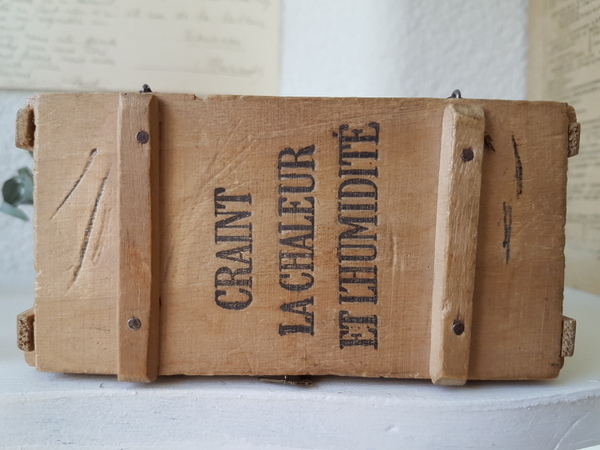 CRAINT
LA CHALEUR
ET L'HUMIDITÉ